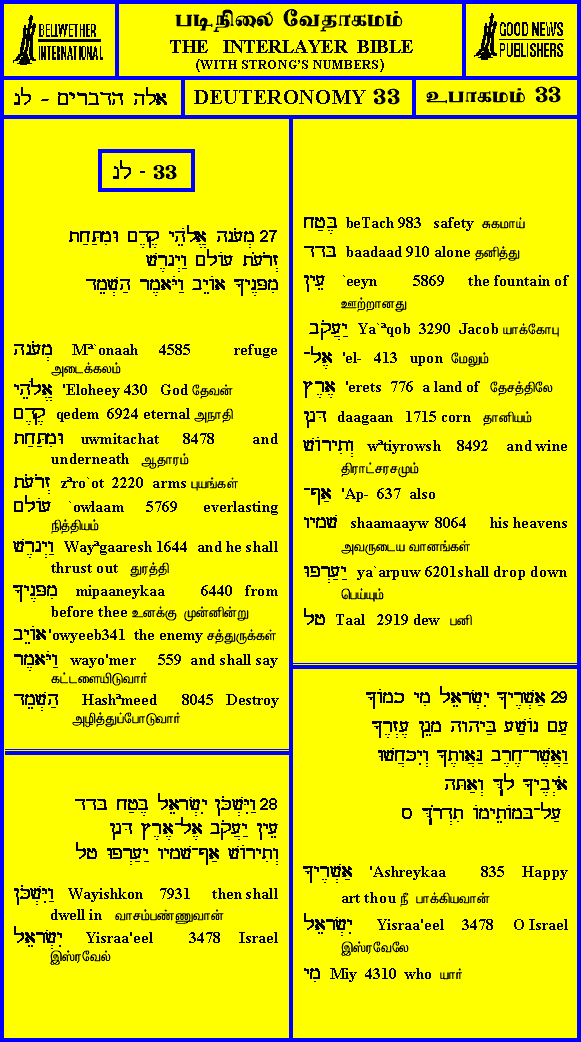 BELLWETHER
INTERNATIONAL
படிநிலை வேதாகமம்
THE INTERLAYER BIBLE
(WITH STRONG'S NUMBERS)
GOOD NEWS
PUBLISHERS
אלה הדברים - לג
DEUTERONOMY 33
உபாகமம் 33
לג - 33
27 מְעֹנָה אֱלֹהֵי קֶדֶם וּמִתַּחַת
זְרֹעֹת עוֹלָם וַיְגָרֶשׁ
מִפָּנֶיךָ אוֹיֵב וַיֹּאמֶר הַשְׁמֵד
מְעֹנָה Mª`onaah 4585 refuge
அடைக்கலம்
אֱלֹהֵי 'Eloheey 430 God தேவன்
קֶדֶם qedem 6924 eternal அநாதி
וּמִתַּחַת uwmitachat 8478 and
underneath ஆதாரம்
זְרֹעֹת zªro`ot 2220 arms புயங்கள்
עוֹלָם `owlaam 5769 everlasting
நித்தியம்
וַיְגָרֶשׁ Wayªgaaresh 1644 and he shall
thrust out துரத்தி
מִפָּנֶיךָ mipaaneykaa 6440 from
before thee உனக்கு முன்னின்று
אוֹיֵב 'owyeeb341 the enemy சத்துருக்கள்
וַיֹּאמֶר wayo'mer 559 and shall say
கட்டளையிடுவார்
הַשְׁמֵד Hashªmeed 8045 Destroy
அழித்துப்போடுவார்
28 וַיִּשְׁכֹּן יִשְׂרָאֵל בֶּטַח בָּדָד
עֵין יַעֲקֹב אֶל־אֶרֶץ דָּגָן
וְתִירוֹשׁ אַף־שָׁמָיו יַעַרְפוּ טָל
וַיִּשְׁכֹּן Wayishkon 7931 then shall
dwell in வாசம்பண்ணுவான்
יִשְׂרָאֵל Yisraa'eel 3478 Israel
இஸ்ரவேல்
בֶּטַח beTach 983 safety சுகமாய்
בָּדָד baadaad 910 alone தனித்து
עֵין `eeyn 5869 the fountain of
ஊற்றானது
יַעֲקֹב Ya`ªqob 3290 Jacob யாக்கோபு
אֶל־ 'el- 413 upon மேலும்
אֶרֶץ 'erets 776 a land of தேசத்திலே
דָּגָן daagaan 1715 corn தானியம்
וְתִירוֹשׁ wªtiyrowsh 8492 and wine
திராட்சரசமும்
אַף־ 'Ap- 637 also
שָׁמָיו shaamaayw 8064 his heavens
அவருடைய வானங்கள்
יַעַרְפוּ ya`arpuw 6201shall drop down
பெய்யும்
טָל Taal 2919 dew பனி
29 אַשְׁרֶיךָ יִשְׂרָאֵל מִי כָמוֹךָ
עַם נוֹשַׁע בַּיהוָה מָגֵן עֶזְרֶךָ
וַאֲשֶׁר־חֶרֶב גַּאֲוָתֶךָ וְיִכָּחֲשׁוּ
אֹיְבֶיךָ לָךְ וְאַתָּה
עַל־בָּמוֹתֵימוֹ תִדְרֹךְ ס
אַשְׁרֶיךָ 'Ashreykaa 835 Happy
art thou நீ பாக்கியவான்
יִשְׂרָאֵל Yisraa'eel 3478 O Israel
இஸ்ரவேலே
מִי Miy 4310 who யார்